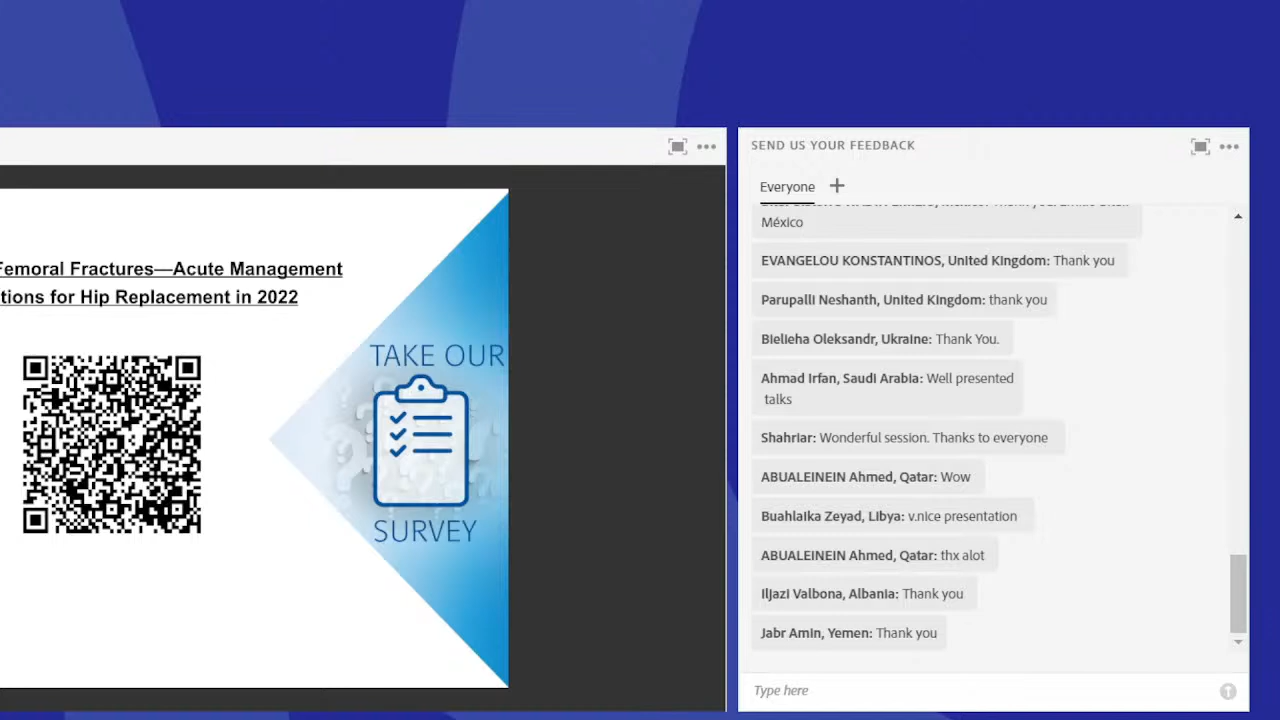 SEND US YOUR FEEDBACK
Everyone
Femoral Fractures—Acute Management
tions for Hip Replacement in 2022
TAKE OUR
SURVEY
México
EVANGELOU KONSTANTINOS, United Kingdom: Thank you
Parupalli Neshanth, United Kingdom: thank you
Bielieha Oleksandr, Ukraine: Thank You.
Ahmad Irfan, Saudi Arabia: Well presented
talks
Shahriar: Wonderful session. Thanks to everyone
ABUALEINEIN Ahmed, Qatar: Wow
Buahlaika Zeyad, Libya: v.nice presentation
ABUALEINEIN Ahmed, Qatar: thx alot
Iljazi Valbona, Albania: Thank you
Jabr Amin, Yemen: Thank you
Type here